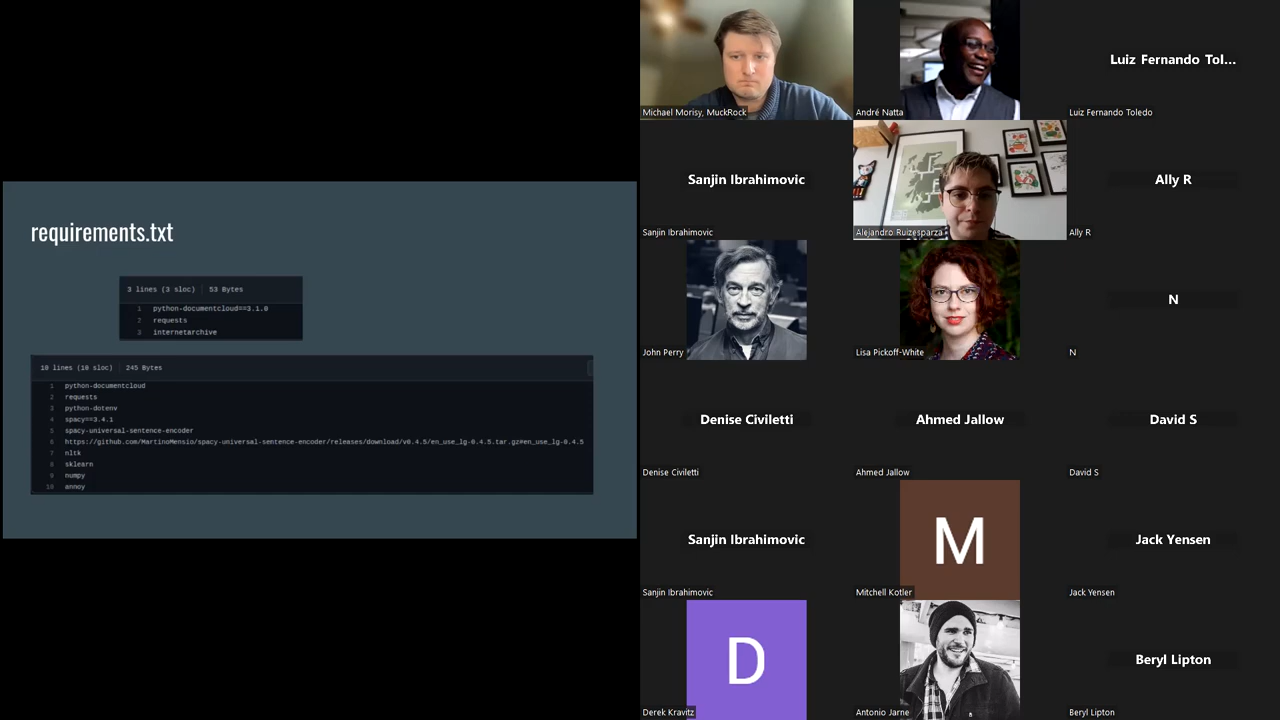 requirements.txt
3 lines (3 sloc) | 53 Bytes
1 python-documentcloud==3.1.0
2 requests
3 internetarchive
10 lines (10 sloc) | 245 Bytes
1 python-documentcloud
2 requests
3 python-dotenv
4 spacy==3.4.1
5 spacy-universal-sentence-encoder
6 https://github.com/MartinoMensio/spacy-universal-sentence-encoder/releases/download/v0.4.5/en_use_lg-0.4.5.tar.gz#en_use_lg-0.4.5
7 nltk
8 sklearn
9 numpy
10 annoy
Michael Morisy, MuckRock
André Natta
Luiz Fernando Tol...
Luiz Fernando Toledo
Sanjin Ibrahimovic
Sanjin Ibrahimovic
Alejandro Ruizesparza
Ally R
Ally R
John Perry
Lisa Pickoff-White
N
N
Denise Civiletti
Denise Civiletti
Ahmed Jallow
Ahmed Jallow
David S
David S
Sanjin Ibrahimovic
Sanjin Ibrahimovic
M
Mitchell Kotler
Jack Yensen
Jack Yensen
D
Derek Kravitz
Antonio Jarne
Beryl Lipton
Beryl Lipton